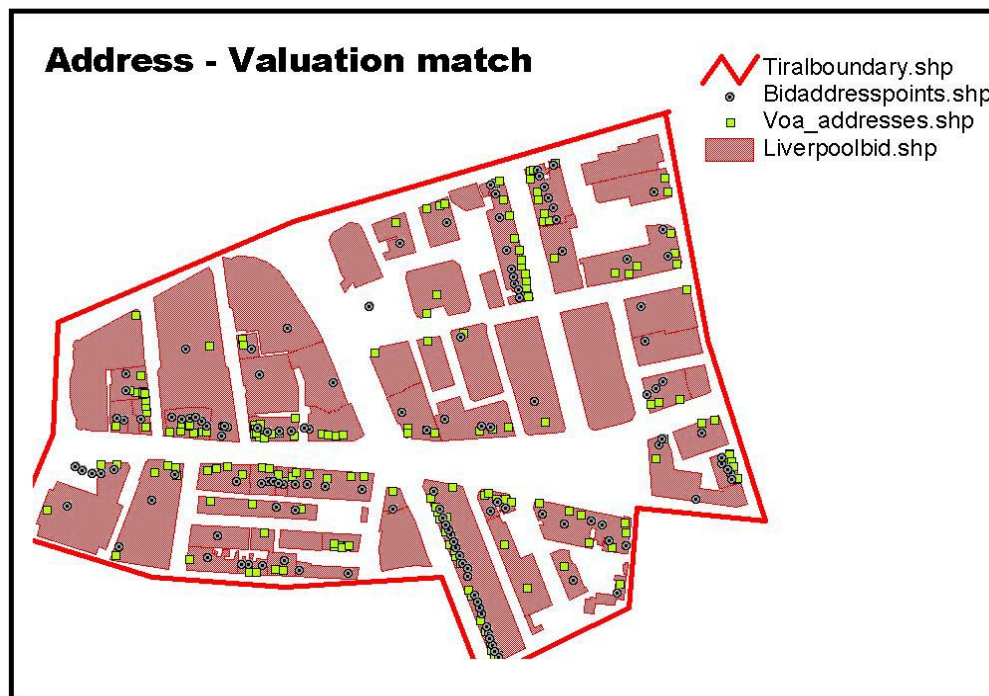 Address - Valuation match
Tiralboundary.shp
Bidaddresspoints.shp
Voa_addresses.shp
Liverpoolbid.shp